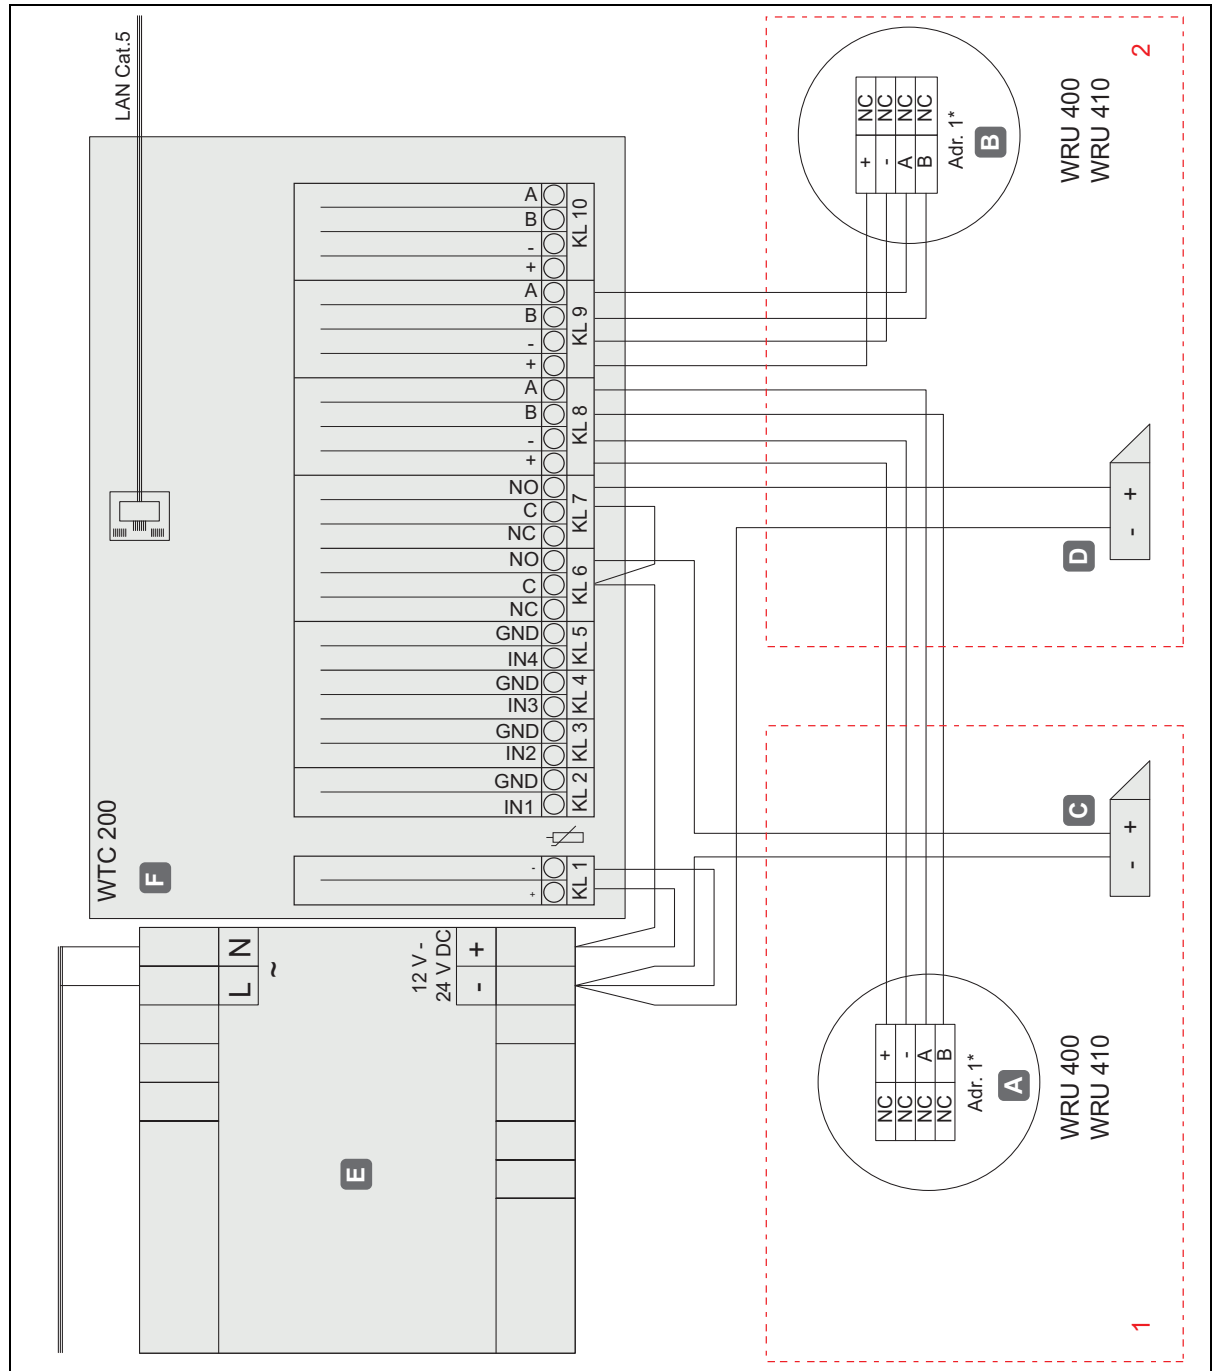 LAN Cat.5
WTC 200
F
A
B
-
+
KL 10
A
B
-
+
KL 9
A
B
-
+
KL 8
NO
C
NC
KL 7
NO
C
NC
KL 6
GND
IN4
KL 5
GND
IN3
KL 4
GND
IN2
KL 3
GND
IN1
KL 2
-
+
KL 1
L N
~
12 V -
24 V DC
- +
E
2
NC NC NC NC
+ - A B
Adr. 1*
B
WRU 400
WRU 410
D
- +
1
C
- +
+ - A B
NC NC NC NC
Adr. 1*
A
WRU 400
WRU 410